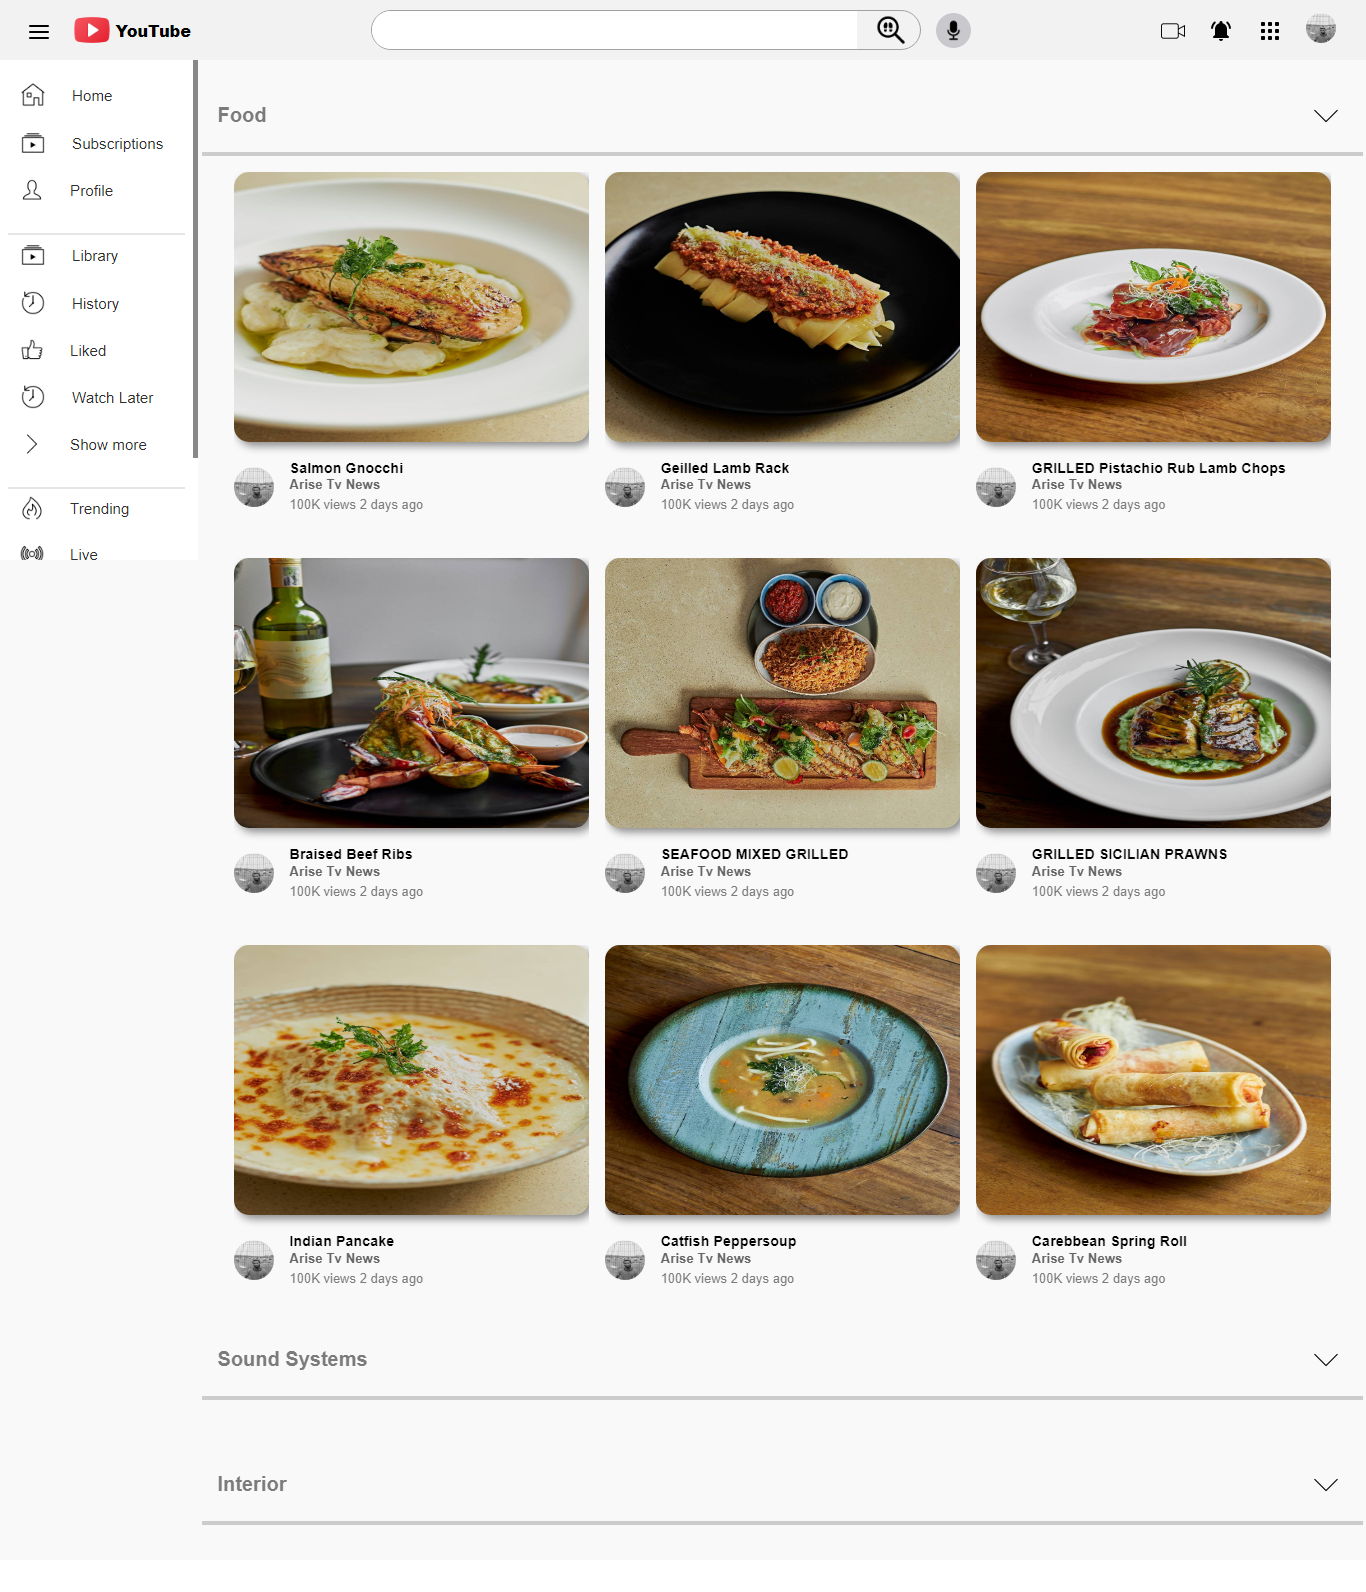 YouTube
Home
Subscriptions
Profile
Library
History
Liked
Watch Later
Show more
Trending
Live
Food
Salmon Gnocchi
Arise Tv News
100K views 2 days ago
Geilled Lamb Rack
Arise Tv News
100K views 2 days ago
GRILLED Pistachio Rub Lamb Chops
Arise Tv News
100K views 2 days ago
Braised Beef Ribs
Arise Tv News
100K views 2 days ago
SEAFOOD MIXED GRILLED
Arise Tv News
100K views 2 days ago
GRILLED SICILIAN PRAWNS
Arise Tv News
100K views 2 days ago
Indian Pancake
Arise Tv News
100K views 2 days ago
Catfish Peppersoup
Arise Tv News
100K views 2 days ago
Carebbean Spring Roll
Arise Tv News
100K views 2 days ago
Sound Systems
Interior